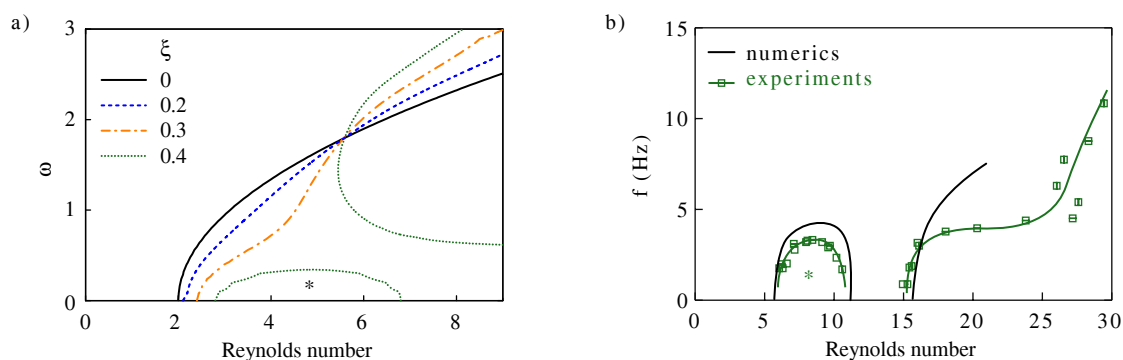 a)
3
2
1
0
ω
ξ
0
0.2
0.3
0.4
*
0 2 4 6 8
Reynolds number
b)
15
10
5
0
f (Hz)
numerics
experiments
*
0 5 10 15 20 25 30
Reynolds number